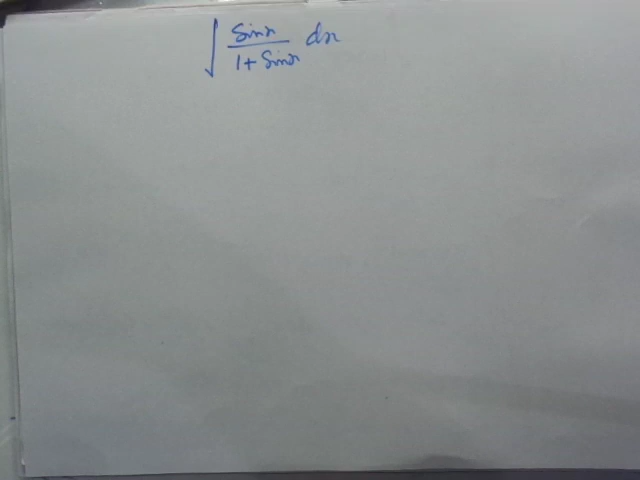 ∫ sinx / 1 + sinx dx